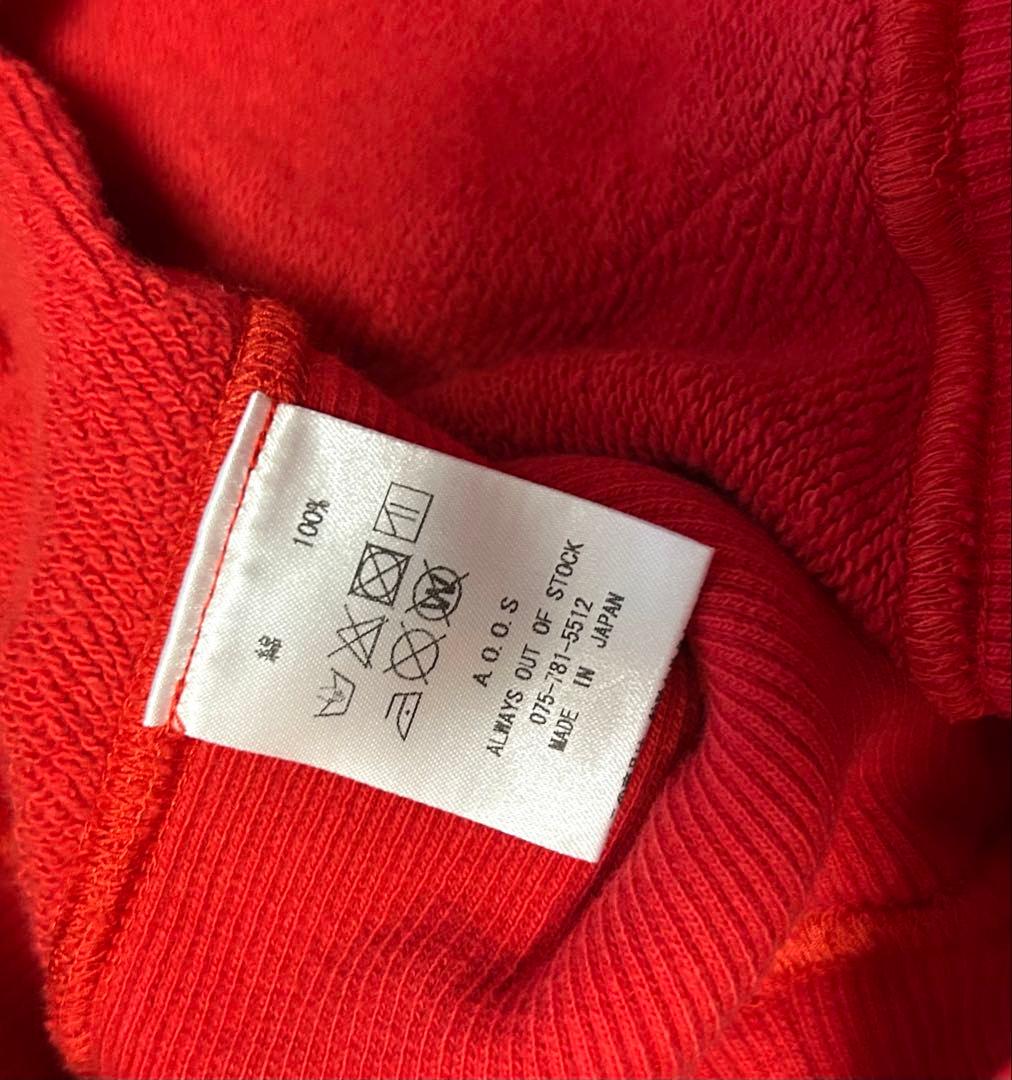 綿 100%
A.O.O.S
ALWAYS OUT OF STOCK
075-781-5512
MADE IN JAPAN